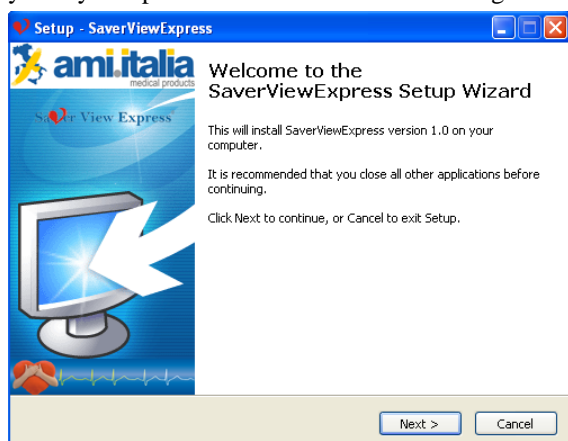 Setup - SaverViewExpress
ami.italia
medical products
Saver View Express
Welcome to the
SaverViewExpress Setup Wizard
This will install SaverViewExpress version 1.0 on your
computer.
It is recommended that you close all other applications before
continuing.
Click Next to continue, or Cancel to exit Setup.
Next >
Cancel